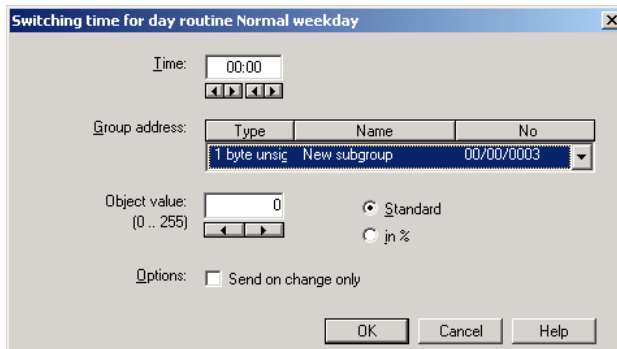 Switching time for day routine Normal weekday
Time: 00:00
Group address: Type Name No
1 byte unsig New subgroup 00/00/0003
Object value: 0 Standard
(0 .. 255) in %
Options: Send on change only
OK Cancel Help